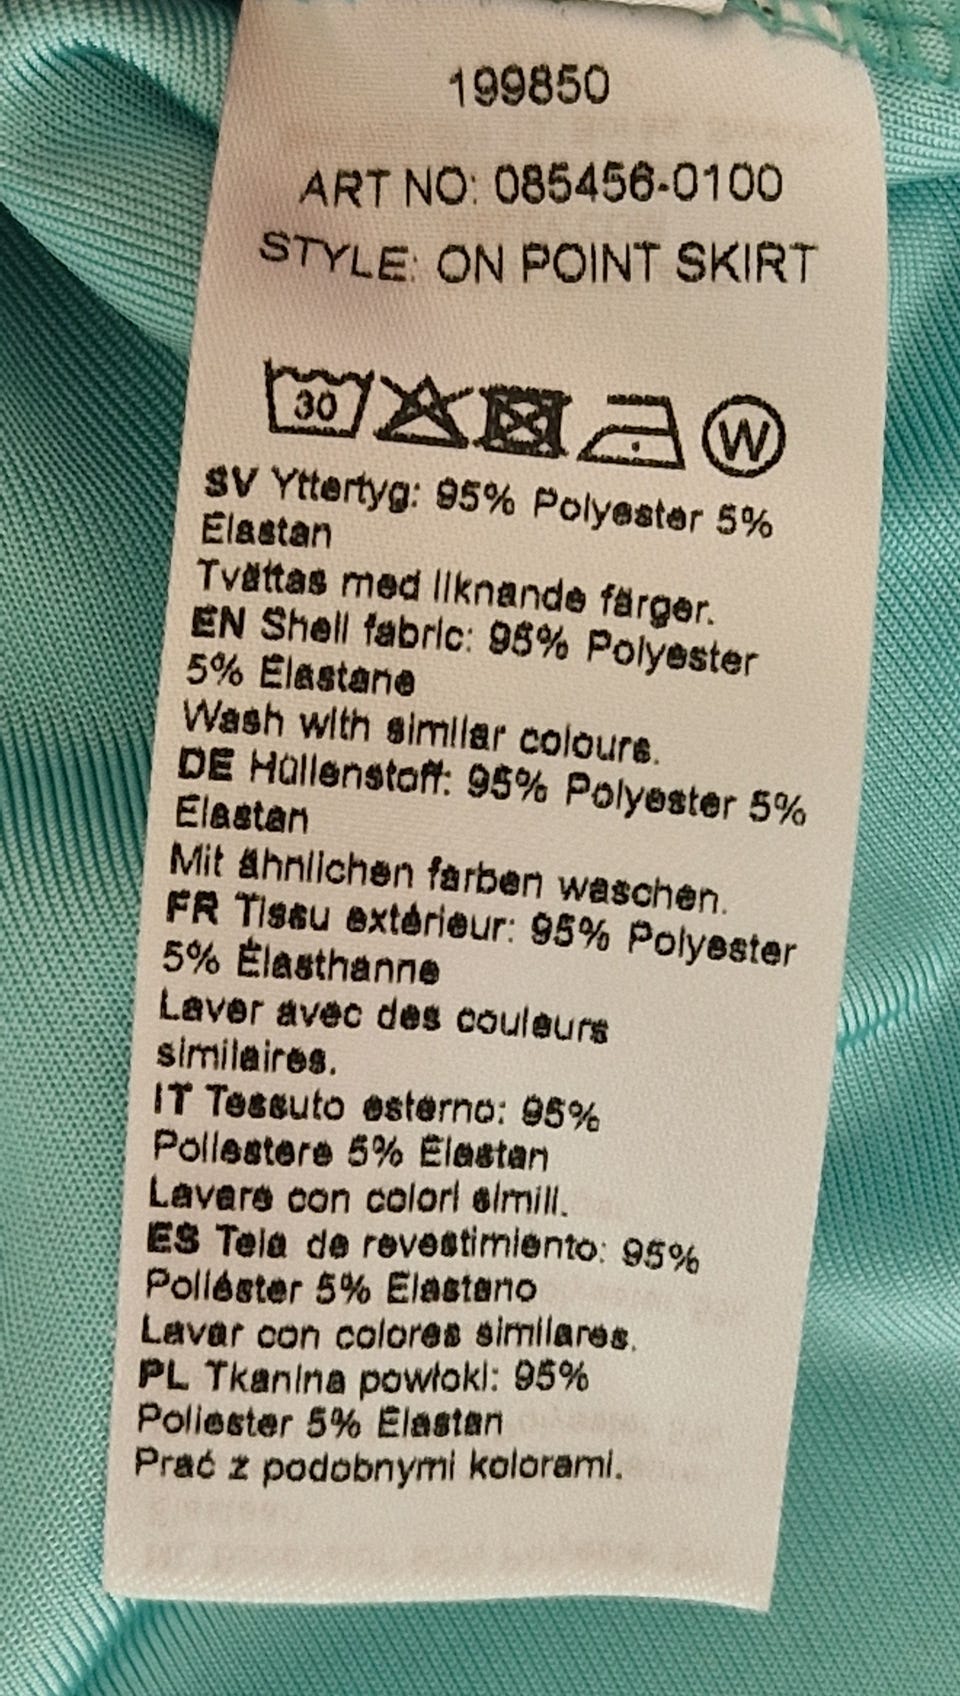 199850
ART NO: 085456-0100
STYLE: ON POINT SKIRT
30 W
SV Yttertyg: 95% Polyester 5%
Elastan
Tvättas med liknande färger.
EN Shell fabric: 95% Polyester
5% Elastane
Wash with similar colours.
DE Hüllenstoff: 95% Polyester 5%
Elastan
Mit ähnlichen farben waschen.
FR Tissu extérieur: 95% Polyester
5% Élasthanne
Laver avec des couleurs
similaires.
IT Tessuto esterno: 95%
Poliestere 5% Elastan
Lavare con colori simili.
ES Tela de revestimiento: 95%
Poliéster 5% Elastano
Lavar con colores similares.
PL Tkanina powłoki: 95%
Poliester 5% Elastan
Prać z podobnymi kolorami.